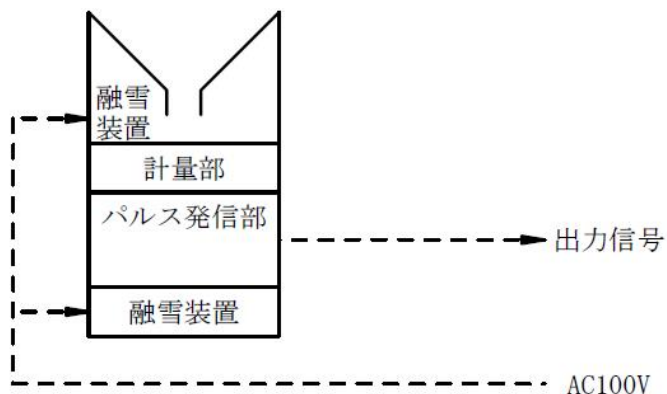 融雪
装置
計量部
パルス発信部
出力信号
融雪装置
AC100V